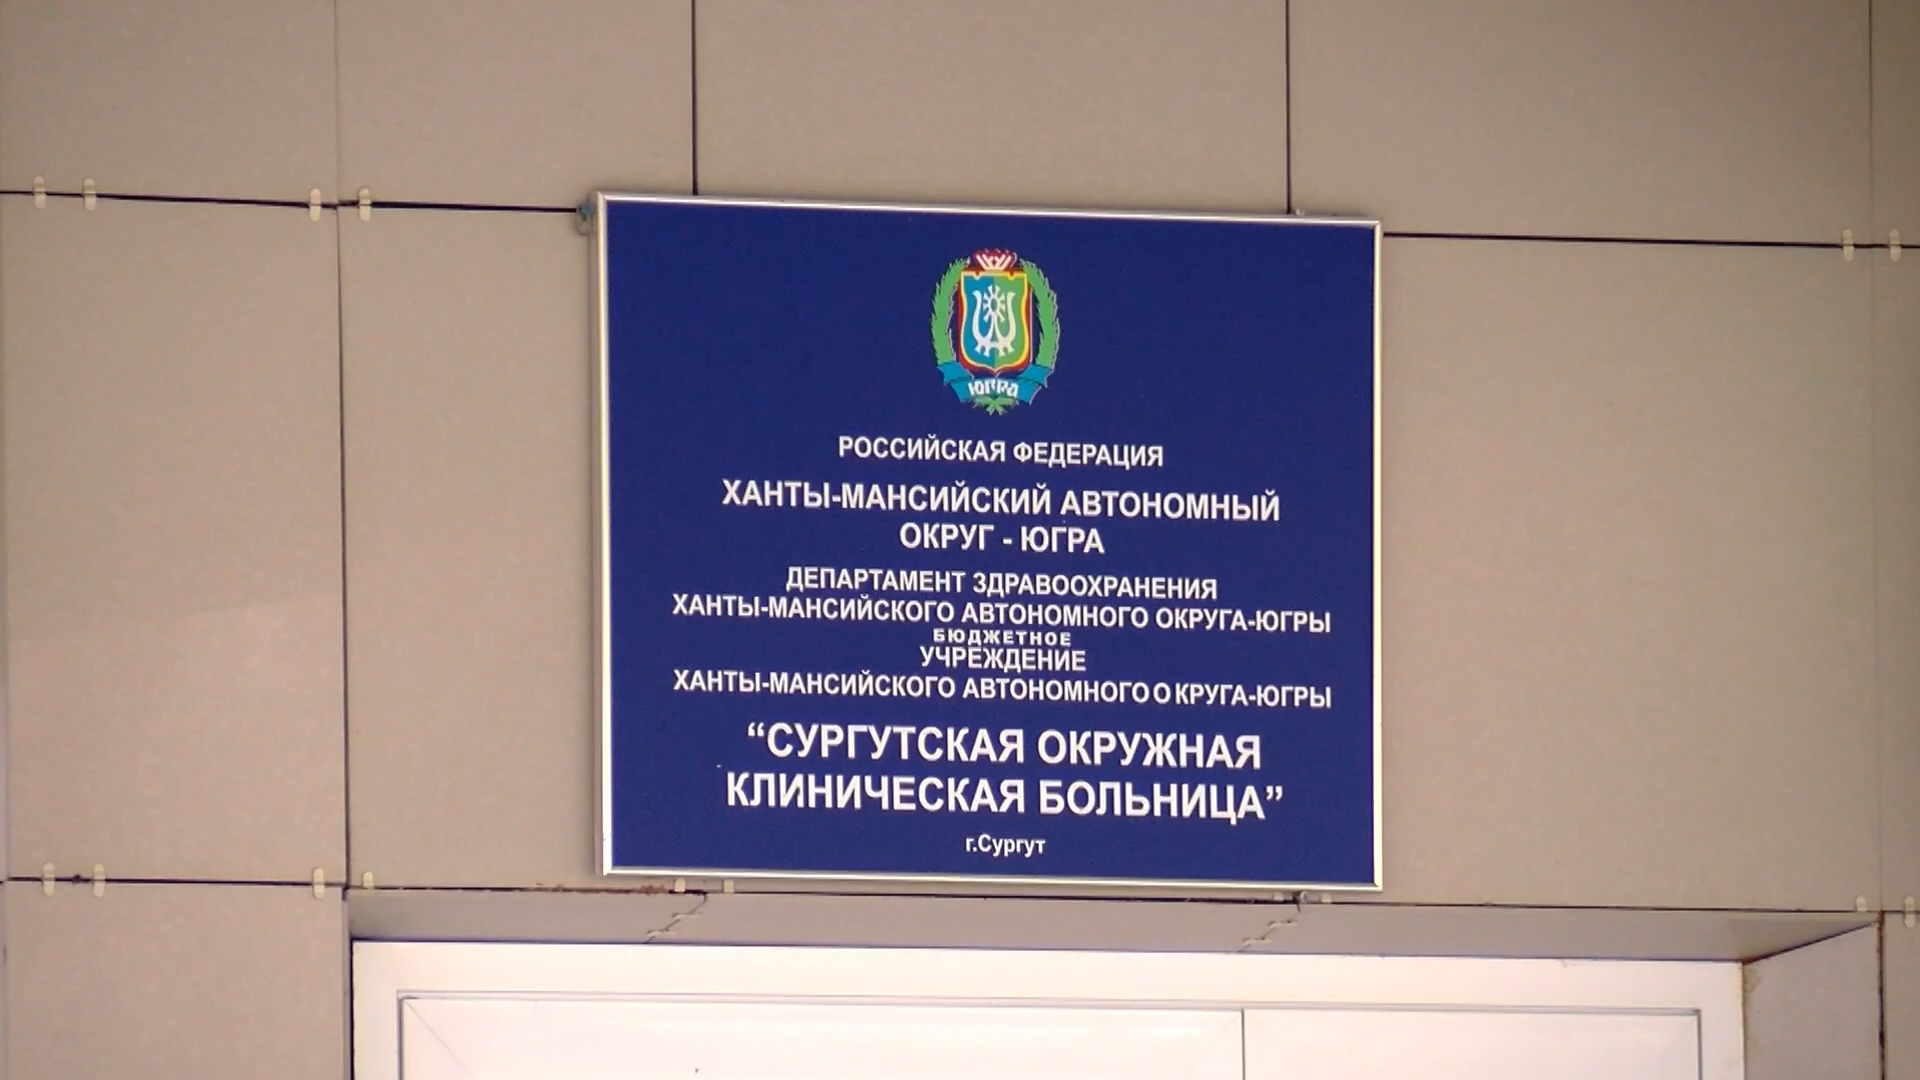 ЮГРА
РОССИЙСКАЯ ФЕДЕРАЦИЯ
ХАНТЫ-МАНСИЙСКИЙ АВТОНОМНЫЙ
ОКРУГ - ЮГРА
ДЕПАРТАМЕНТ ЗДРАВООХРАНЕНИЯ
ХАНТЫ-МАНСИЙСКОГО АВТОНОМНОГО ОКРУГА-ЮГРЫ
БЮДЖЕТНОЕ
УЧРЕЖДЕНИЕ
ХАНТЫ-МАНСИЙСКОГО АВТОНОМНОГО ОКРУГА-ЮГРЫ
“СУРГУТСКАЯ ОКРУЖНАЯ
КЛИНИЧЕСКАЯ БОЛЬНИЦА”
г.Сургут